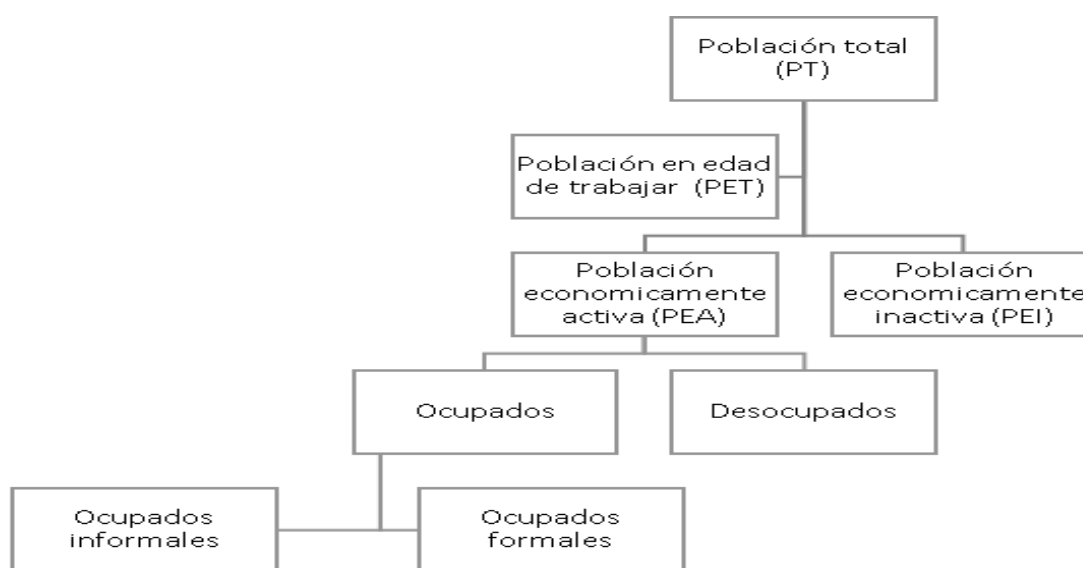 Población total
(PT)
Población en edad
de trabajar (PET)
Población
economicamente
activa (PEA)
Población
economicamente
inactiva (PEI)
Ocupados
Desocupados
Ocupados
informales
Ocupados
formales